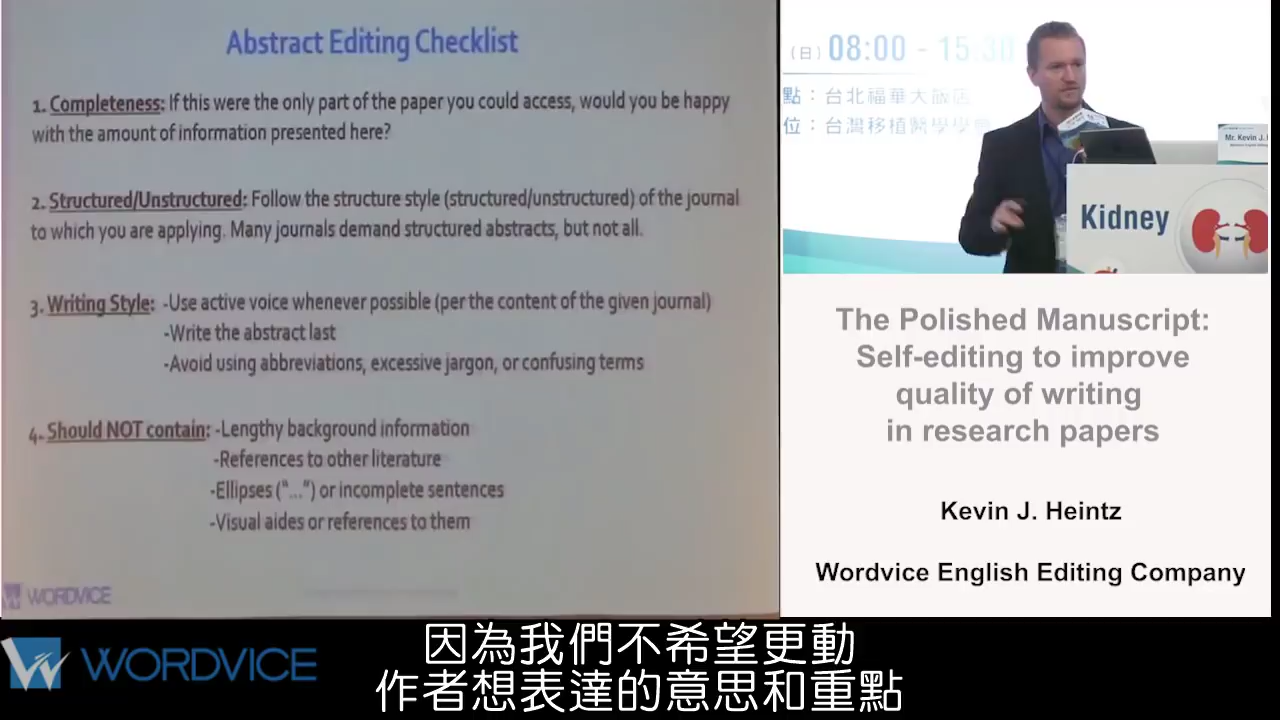 Abstract Editing Checklist
1. Completeness: If this were the only part of the paper you could access, would you be happy
with the amount of information presented here?
2. Structured/Unstructured: Follow the structure style (structured/unstructured) of the journal
to which you are applying. Many journals demand structured abstracts, but not all.
3. Writing Style: -Use active voice whenever possible (per the content of the given journal)
-Write the abstract last
-Avoid using abbreviations, excessive jargon, or confusing terms
4. Should NOT contain: -Lengthy background information
-References to other literature
-Ellipses ("...") or incomplete sentences
-Visual aides or references to them
WORDVICE
(日) 08:00 - 15:30
點：台北福華大飯店
位：台灣移植醫學學會
Mr. Kevin J.
Kidney
The Polished Manuscript:
Self-editing to improve
quality of writing
in research papers
Kevin J. Heintz
Wordvice English Editing Company
WORDVICE
因為我們不希望更動
作者想表達的意思和重點